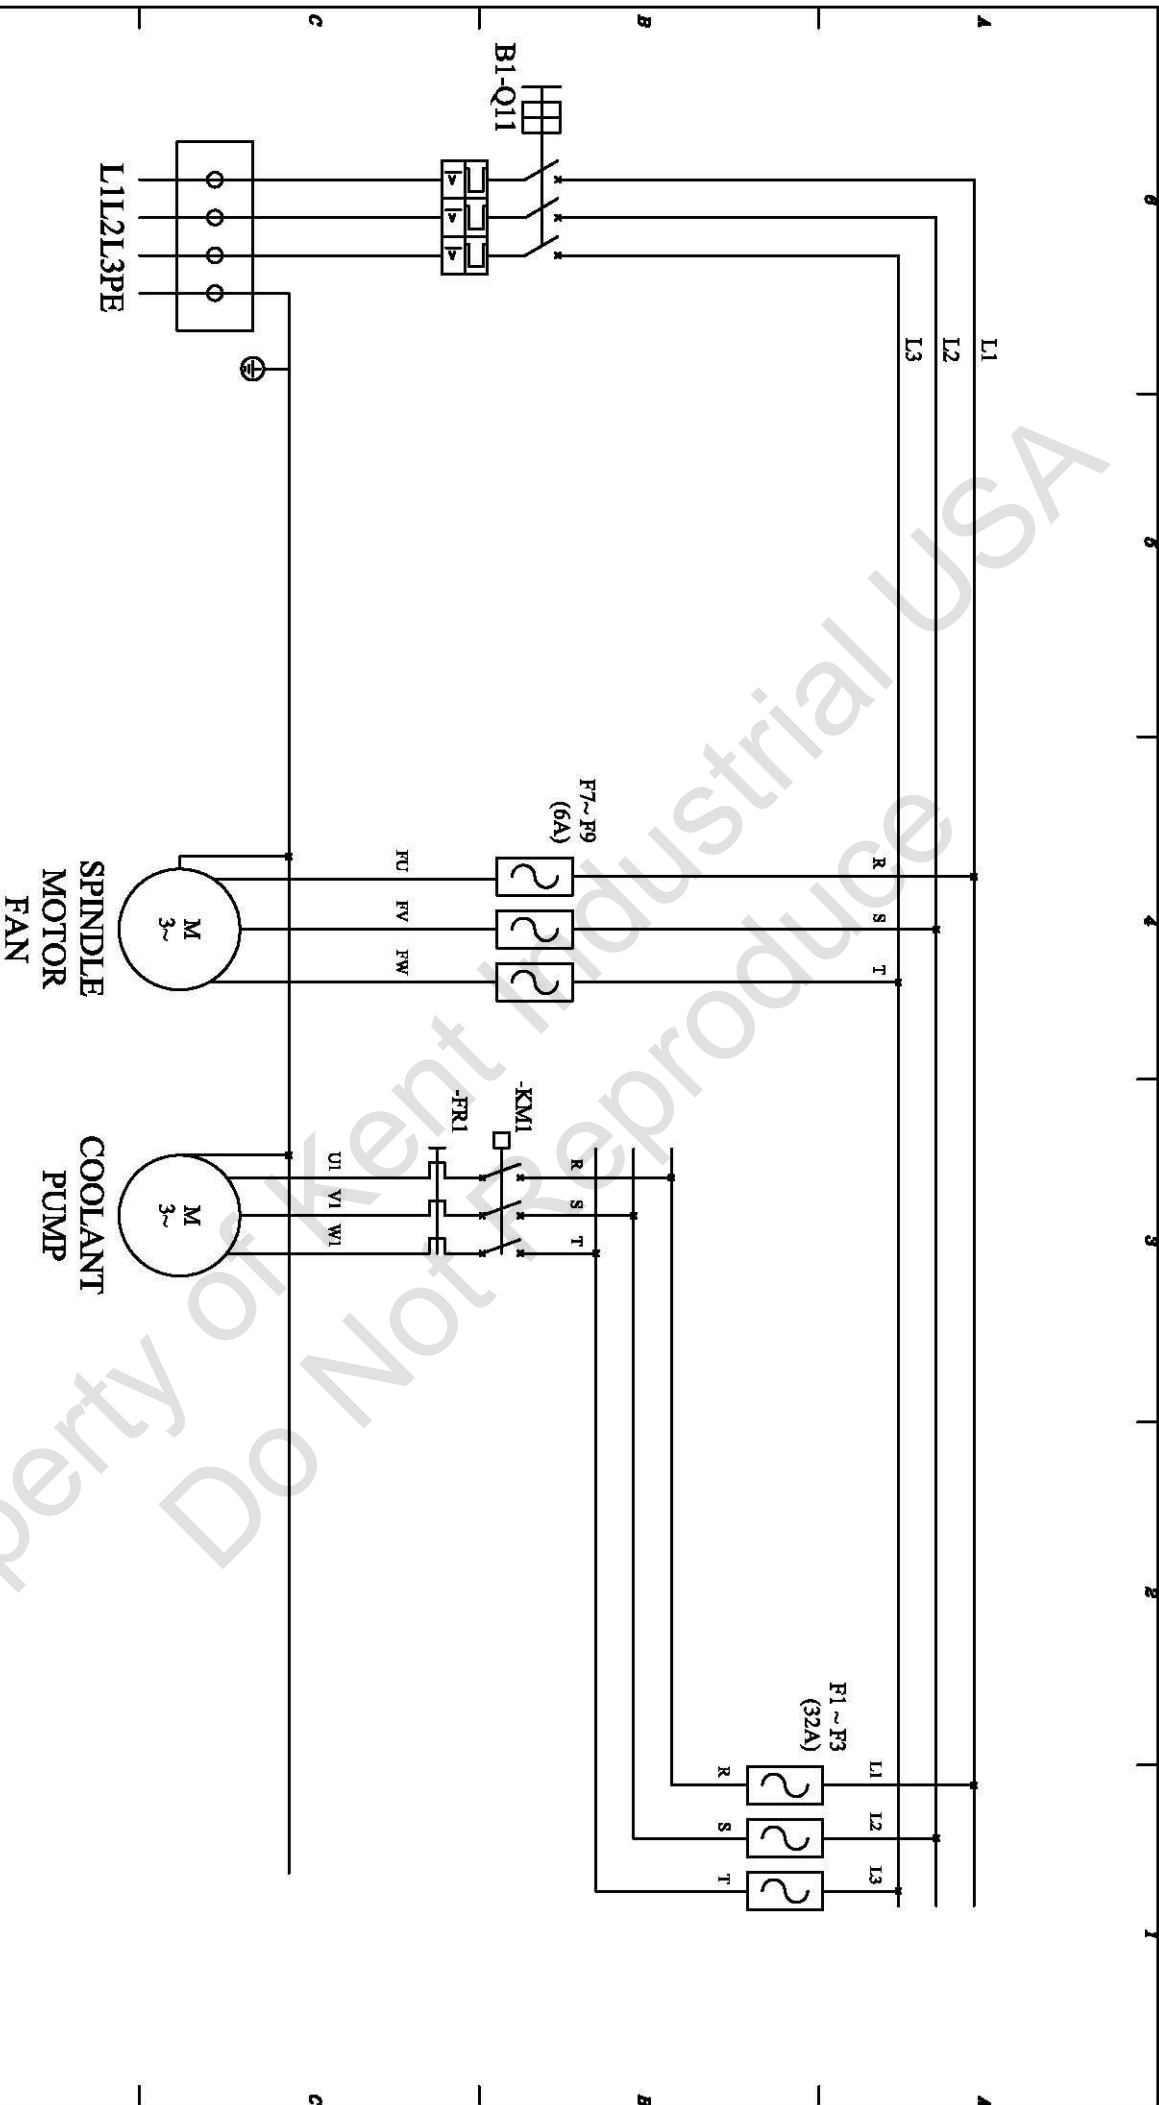 6
5
4
3
2
1
A
A
L1
L2
L3
R
S
T
L1
L2
L3
F1 ~ F3
(32A)
R
S
T
B
B
B1-Q11
F7~ F9
(6A)
R
S
T
-KM1
-FR1
FU
FV
FW
U1
V1
W1
C
C
M
3~
M
3~
L1L2L3PE
SPINDLE
MOTOR
FAN
COOLANT
PUMP
perty of Kent Industrial USA
Do Not Reproduce